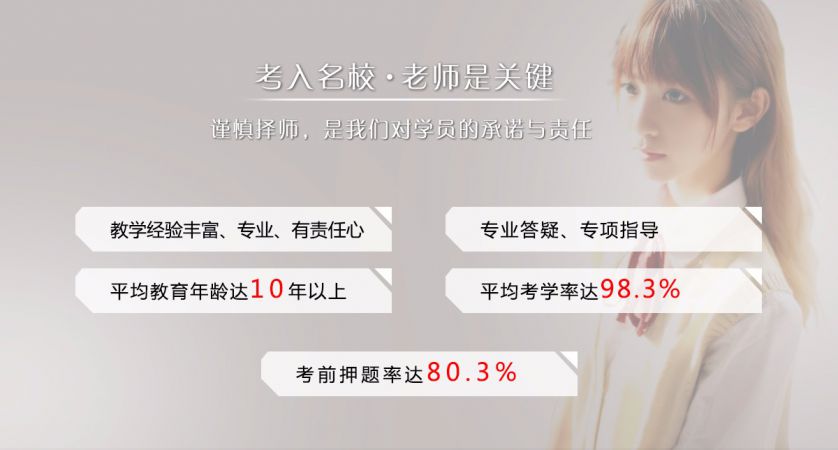 考入名校·老师是关键
谨慎择师，是我们对学员的承诺与责任
教学经验丰富、专业、有责任心
专业答疑、专项指导
平均教育年龄达10年以上
平均考学率达98.3%
考前押题率达80.3%